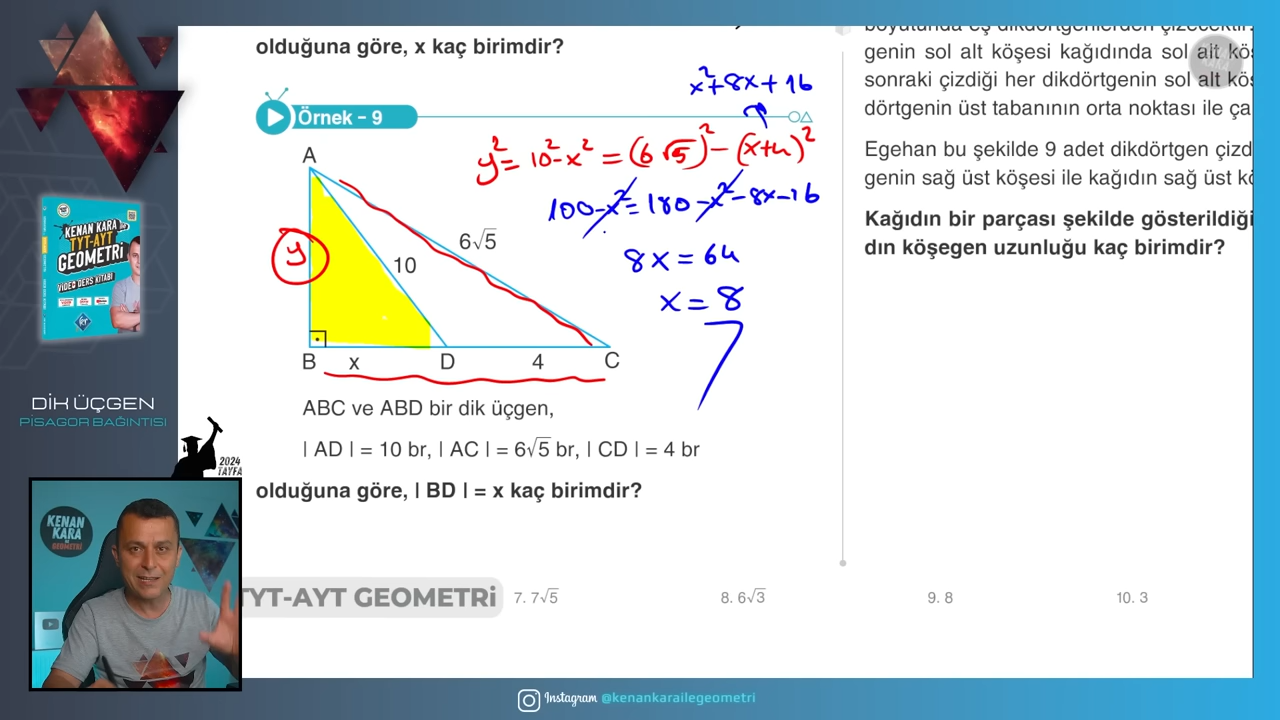 olduğuna göre, x kaç birimdir?
Örnek - 9
x²+8x+16
y² = 10²-x² = (6√5)² - (x+4)²
100-x² = 180-x²-8x-16
8x = 64
x = 8
A
y
10
6√5
B
x
D
4
C
ABC ve ABD bir dik üçgen,
| AD | = 10 br, | AC | = 6√5 br, | CD | = 4 br
olduğuna göre, | BD | = x kaç birimdir?
genin sol alt köşesi kağıdında sol alt köş
sonraki çizdiği her dikdörtgenin sol alt köş
dörtgenin üst tabanının orta noktası ile ça
Egehan bu şekilde 9 adet dikdörtgen çizd
genin sağ üst köşesi ile kağıdın sağ üst kö
Kağıdın bir parçası şekilde gösterildiği
dın köşegen uzunluğu kaç birimdir?
KENAN KARA
TYT-AYT
GEOMETRİ
VİDEO DERS KİTABI
DİK ÜÇGEN
PİSAGOR BAĞINTISI
2024
TAYFA
KENAN
KARA
GEOMETRİ
TYT-AYT GEOMETRİ
7. 7√5
8. 6√3
9. 8
10. 3
Instagram @kenankarailegeometri